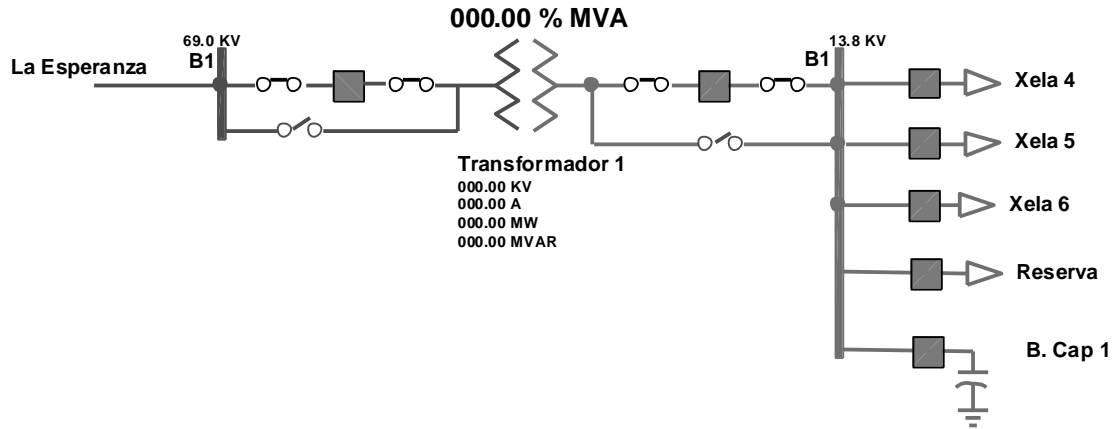 000.00 % MVA
69.0 KV
B1
La Esperanza
13.8 KV
B1
Xela 4
Xela 5
Transformador 1
000.00 KV
000.00 A
000.00 MW
000.00 MVAR
Xela 6
Reserva
B. Cap 1